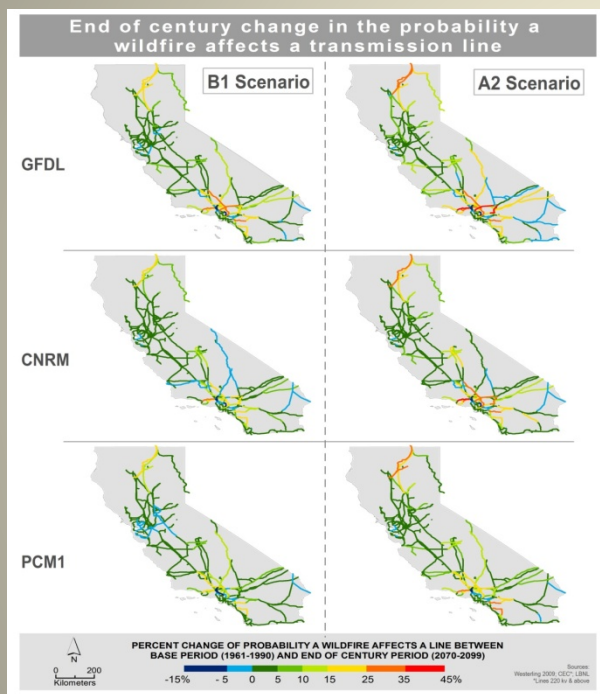 End of century change in the probability a
wildfire affects a transmission line
B1 Scenario
A2 Scenario
GFDL
CNRM
PCM1
N
0 200
Kilometers
PERCENT CHANGE OF PROBABILITY A WILDFIRE AFFECTS A LINE BETWEEN
BASE PERIOD (1961-1990) AND END OF CENTURY PERIOD (2070-2099)
-15% -5 0 5 10 15 25 35 45%
Sources:
Westerling 2009; CEC*; LBNL
*Lines 220 kv & above